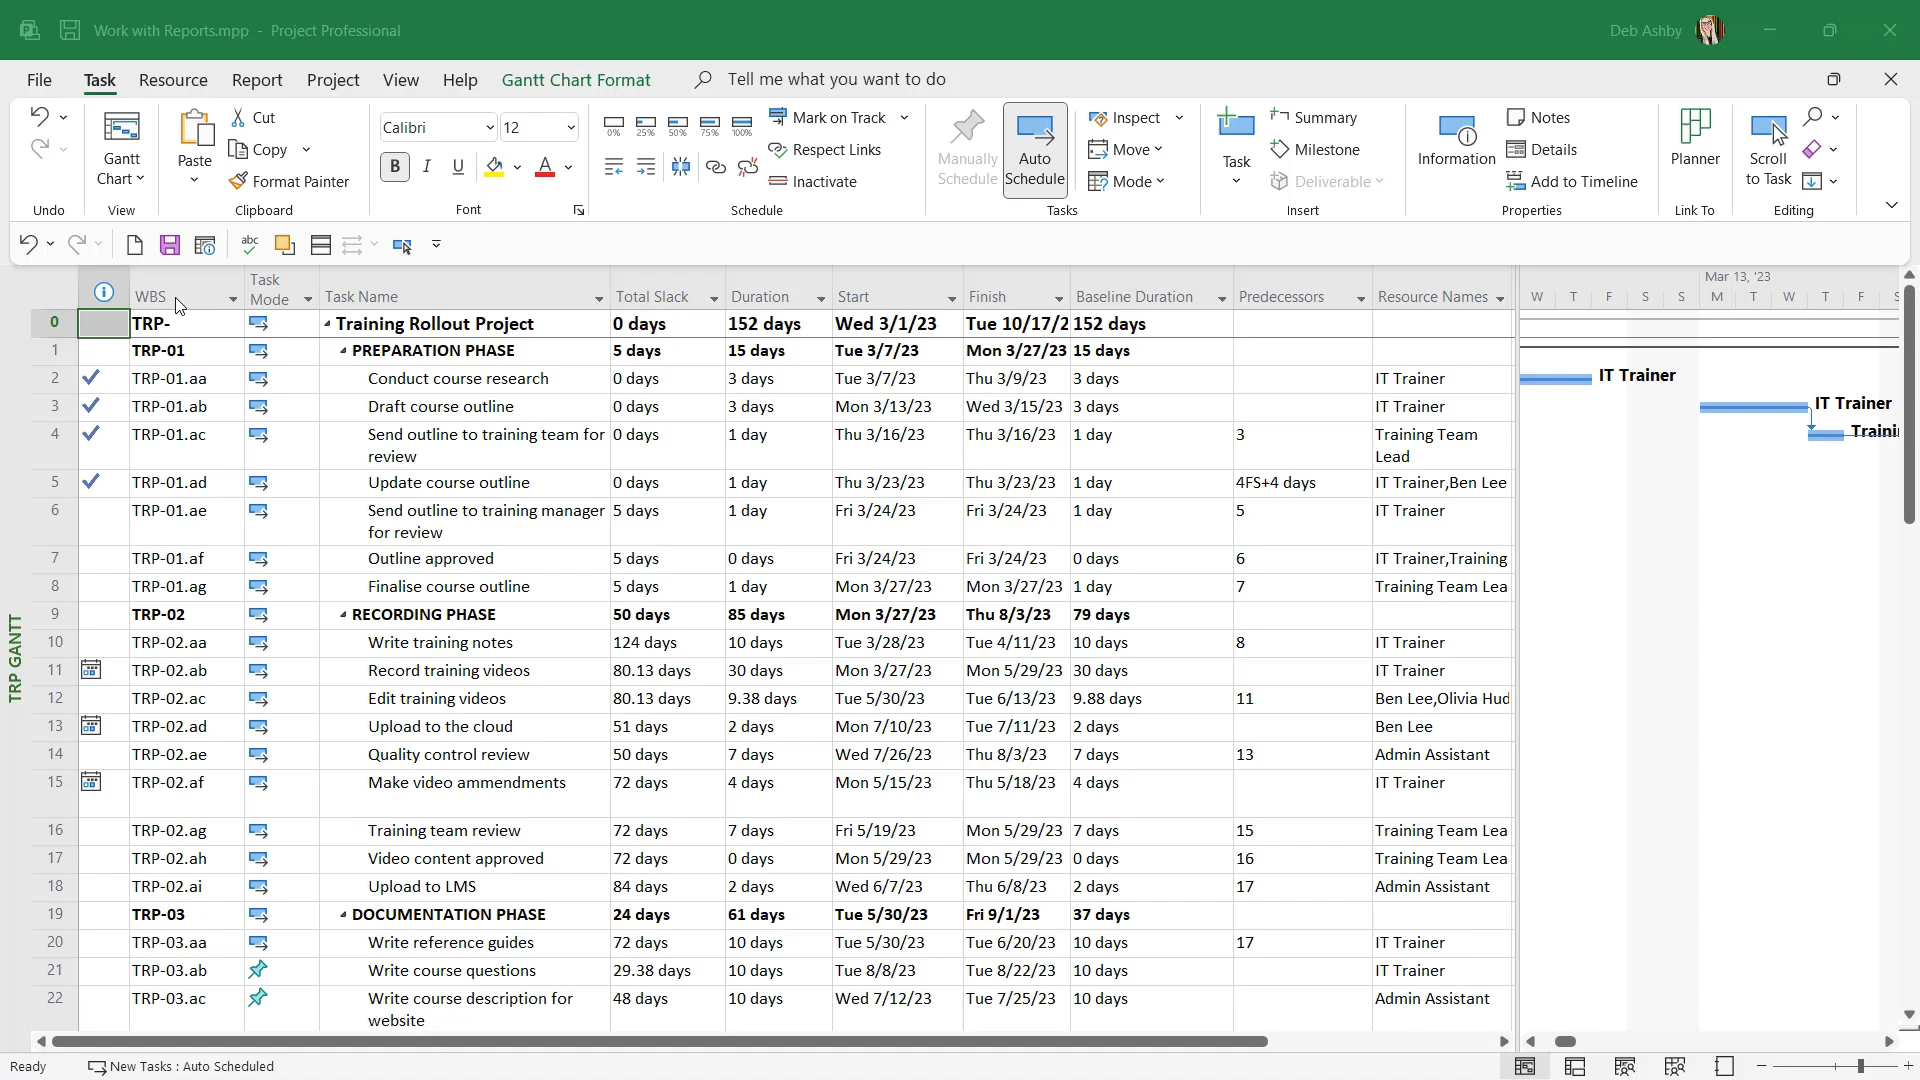 Work with Reports.mpp - Project Professional
Deb Ashby
File Task Resource Report Project View Help Gantt Chart Format Tell me what you want to do
Undo
Gantt Chart
View
Paste
Cut
Copy
Format Painter
Clipboard
Calibri 12
B I U A
Font
0% 25% 50% 75% 100%
Mark on Track
Respect Links
Inactivate
Schedule
Manually Schedule
Auto Schedule
Inspect
Move
Mode
Tasks
Task
Summary
Milestone
Deliverable
Insert
Information
Notes
Details
Add to Timeline
Properties
Planner
Link To
Scroll to Task
Editing
abc
WBS Task Mode Task Name Total Slack Duration Start Finish Baseline Duration Predecessors Resource Names
Mar 13, '23
W T F S S M T W T F S
0 TRP- Training Rollout Project 0 days 152 days Wed 3/1/23 Tue 10/17/2 152 days
1 TRP-01 PREPARATION PHASE 5 days 15 days Tue 3/7/23 Mon 3/27/23 15 days
2 TRP-01.aa Conduct course research 0 days 3 days Tue 3/7/23 Thu 3/9/23 3 days IT Trainer
IT Trainer
3 TRP-01.ab Draft course outline 0 days 3 days Mon 3/13/23 Wed 3/15/23 3 days IT Trainer
IT Trainer
4 TRP-01.ac Send outline to training team for review 0 days 1 day Thu 3/16/23 Thu 3/16/23 1 day 3 Training Team Lead
Traini
5 TRP-01.ad Update course outline 0 days 1 day Thu 3/23/23 Thu 3/23/23 1 day 4FS+4 days IT Trainer,Ben Lee
6 TRP-01.ae Send outline to training manager for review 5 days 1 day Fri 3/24/23 Fri 3/24/23 1 day 5 IT Trainer
7 TRP-01.af Outline approved 5 days 0 days Fri 3/24/23 Fri 3/24/23 0 days 6 IT Trainer,Training
8 TRP-01.ag Finalise course outline 5 days 1 day Mon 3/27/23 Mon 3/27/23 1 day 7 Training Team Lea
9 TRP-02 RECORDING PHASE 50 days 85 days Mon 3/27/23 Thu 8/3/23 79 days
10 TRP-02.aa Write training notes 124 days 10 days Tue 3/28/23 Tue 4/11/23 10 days 8 IT Trainer
11 TRP-02.ab Record training videos 80.13 days 30 days Mon 3/27/23 Mon 5/29/23 30 days IT Trainer
12 TRP-02.ac Edit training videos 80.13 days 9.38 days Tue 5/30/23 Tue 6/13/23 9.88 days 11 Ben Lee,Olivia Hud
13 TRP-02.ad Upload to the cloud 51 days 2 days Mon 7/10/23 Tue 7/11/23 2 days Ben Lee
14 TRP-02.ae Quality control review 50 days 7 days Wed 7/26/23 Thu 8/3/23 7 days 13 Admin Assistant
15 TRP-02.af Make video ammendments 72 days 4 days Mon 5/15/23 Thu 5/18/23 4 days IT Trainer
16 TRP-02.ag Training team review 72 days 7 days Fri 5/19/23 Mon 5/29/23 7 days 15 Training Team Lea
17 TRP-02.ah Video content approved 72 days 0 days Mon 5/29/23 Mon 5/29/23 0 days 16 Training Team Lea
18 TRP-02.ai Upload to LMS 84 days 2 days Wed 6/7/23 Thu 6/8/23 2 days 17 Admin Assistant
19 TRP-03 DOCUMENTATION PHASE 24 days 61 days Tue 5/30/23 Fri 9/1/23 37 days
20 TRP-03.aa Write reference guides 72 days 10 days Tue 5/30/23 Tue 6/20/23 10 days 17 IT Trainer
21 TRP-03.ab Write course questions 29.38 days 10 days Tue 8/8/23 Tue 8/22/23 10 days IT Trainer
22 TRP-03.ac Write course description for website 48 days 10 days Wed 7/12/23 Tue 7/25/23 10 days Admin Assistant
TRP GANTT
Ready New Tasks : Auto Scheduled